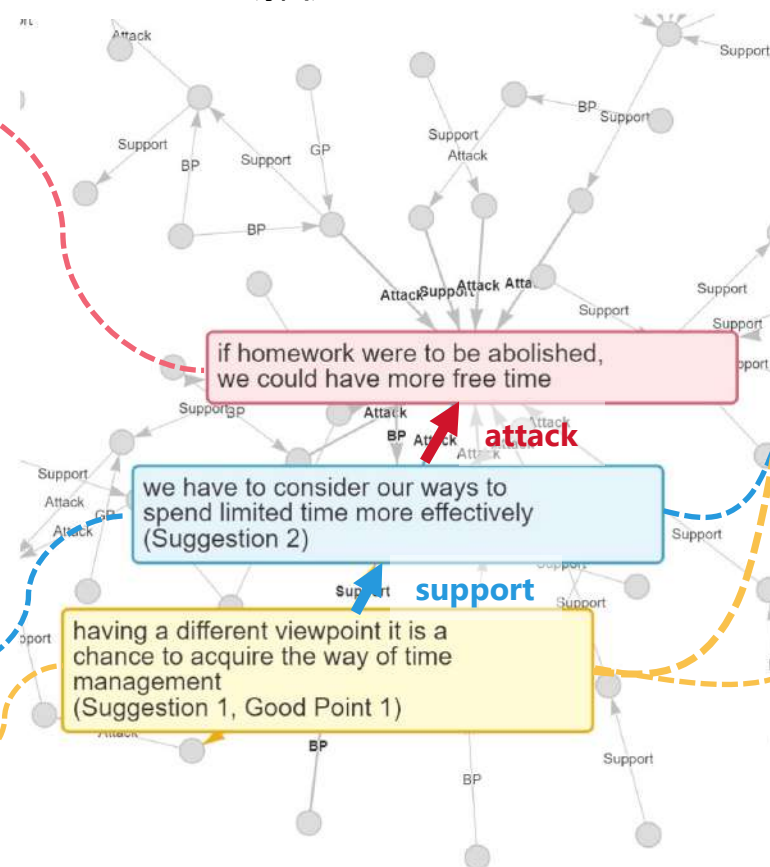 Attack
Support
Support
BP
Support
Support
GP
Support
Attack
BP
BP
Attack
Support
Attack
Support
Support
Support
if homework were to be abolished,
we could have more free time
Support
BP
Attack
BP
Attack
attack
Attack
Attack
Support
Attack
GP
Attack
we have to consider our ways to
spend limited time more effectively
(Suggestion 2)
Support
Support
support
Support
having a different viewpoint it is a
chance to acquire the way of time
management
(Suggestion 1, Good Point 1)
Attack
BP
BP
Support